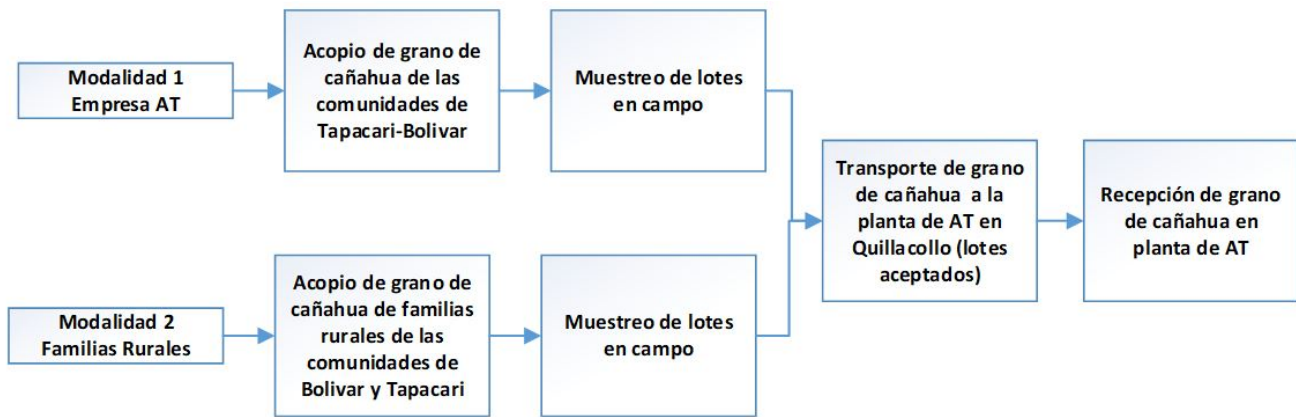 Modalidad 1
Empresa AT
Acopio de grano de
cañahua de las
comunidades de
Tapacari-Bolivar
Muestreo de lotes
en campo
Modalidad 2
Familias Rurales
Acopio de grano de
cañahua de familias
rurales de las
comunidades de
Bolivar y Tapacari
Muestreo de lotes
en campo
Transporte de grano
de cañahua a la
planta de AT en
Quillacollo (lotes
aceptados)
Recepción de grano
de cañahua en
planta de AT